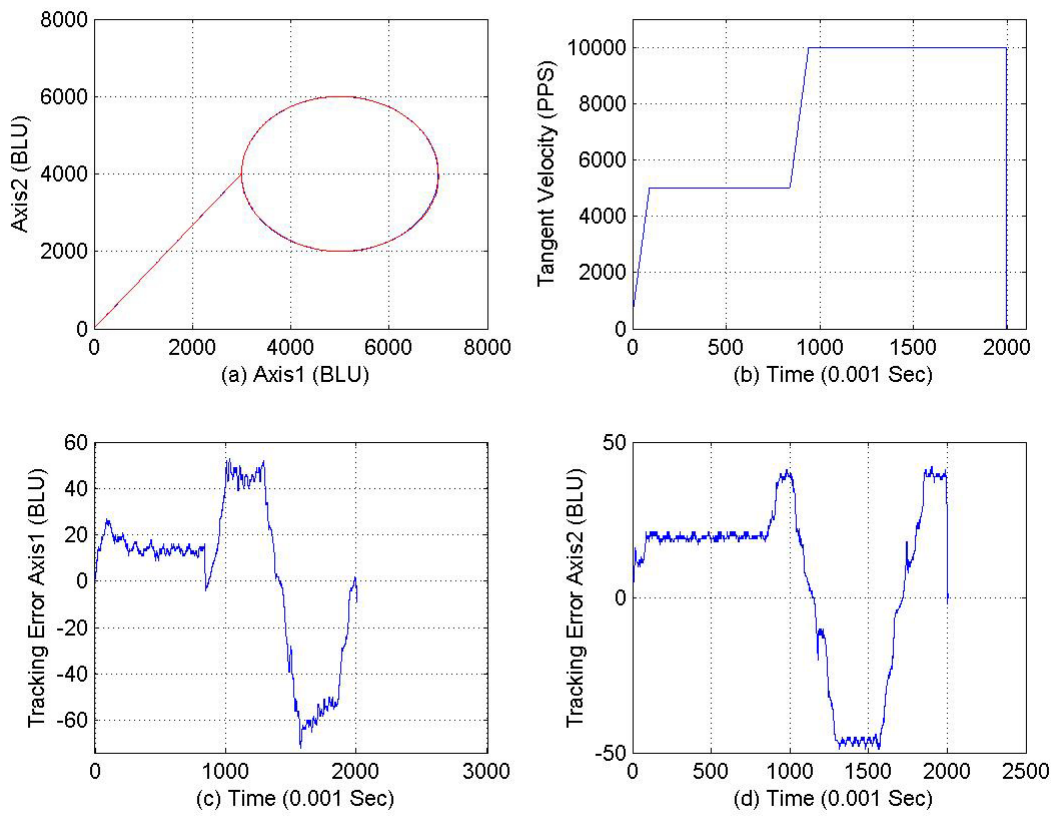 8000
6000
4000
2000
0
Axis2 (BLU)
0 2000 4000 6000 8000
(a) Axis1 (BLU)
10000
8000
6000
4000
2000
0
Tangent Velocity (PPS)
0 500 1000 1500 2000
(b) Time (0.001 Sec)
60
40
20
0
-20
-40
-60
Tracking Error Axis1 (BLU)
0 1000 2000 3000
(c) Time (0.001 Sec)
50
0
-50
Tracking Error Axis2 (BLU)
0 500 1000 1500 2000 2500
(d) Time (0.001 Sec)